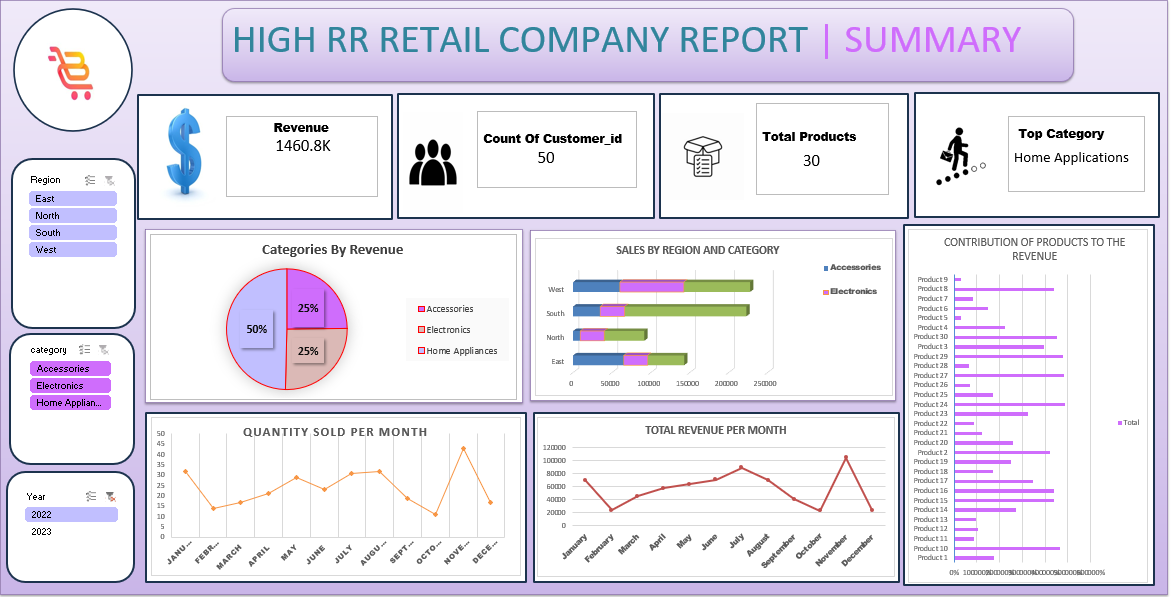 HIGH RR RETAIL COMPANY REPORT | SUMMARY
Revenue
1460.8K
Count Of Customer_id
50
Total Products
30
Top Category
Home Applications
Region
East
North
South
West
category
Accessories
Electronics
Home Applian...
Year
2022
2023
Categories By Revenue
25%
50%
25%
Accessories
Electronics
Home Appliances
SALES BY REGION AND CATEGORY
West
South
North
East
0 50000 100000 150000 200000 250000
Accessories
Electronics
CONTRIBUTION OF PRODUCTS TO THE
REVENUE
Product 9
Product 8
Product 7
Product 6
Product 5
Product 4
Product 30
Product 3
Product 29
Product 28
Product 27
Product 26
Product 25
Product 24
Product 23
Product 22
Product 21
Product 20
Product 2
Product 19
Product 18
Product 17
Product 16
Product 15
Product 14
Product 13
Product 12
Product 11
Product 10
Product 1
0%
Total
QUANTITY SOLD PER MONTH
50
45
40
35
30
25
20
15
10
5
0
JANU...
FEBR...
MARCH
APRIL
MAY
JUNE
JULY
AUGU...
SEPT...
OCTO...
NOVE...
DECE...
TOTAL REVENUE PER MONTH
120000
100000
80000
60000
40000
20000
0
January
February
March
April
May
June
July
August
September
October
November
December